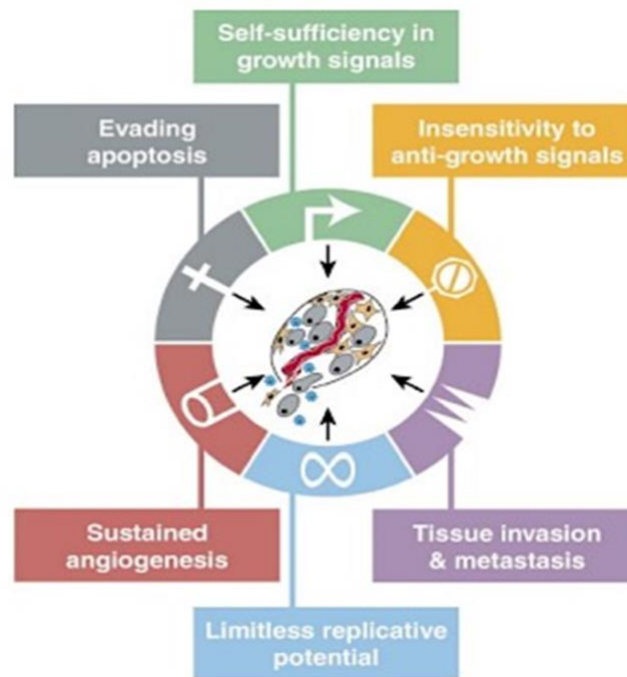 Self-sufficiency in
growth signals
Evading
apoptosis
Insensitivity to
anti-growth signals
Sustained
angiogenesis
Tissue invasion
& metastasis
Limitless replicative
potential